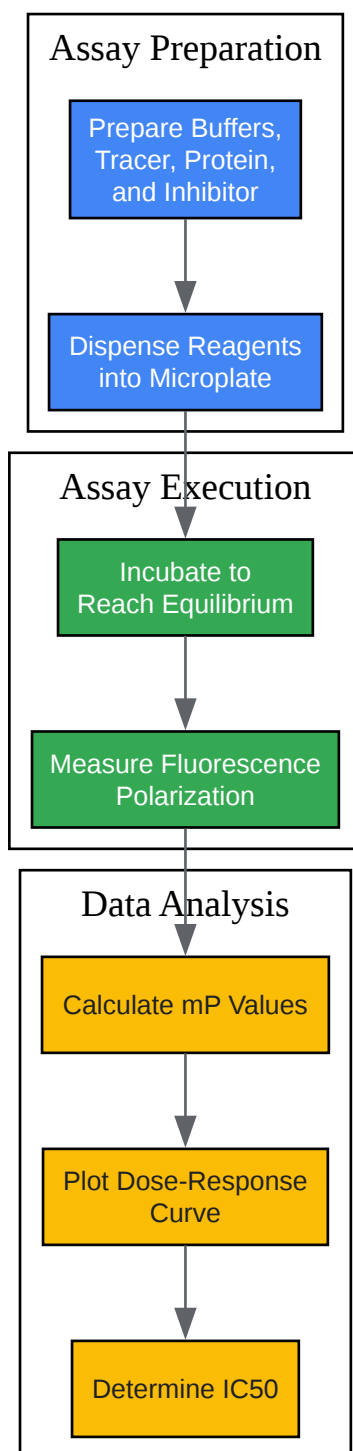 Assay Preparation
Prepare Buffers,
Tracer, Protein,
and Inhibitor
Dispense Reagents
into Microplate
Assay Execution
Incubate to
Reach Equilibrium
Measure Fluorescence
Polarization
Data Analysis
Calculate mP Values
Plot Dose-Response
Curve
Determine IC50